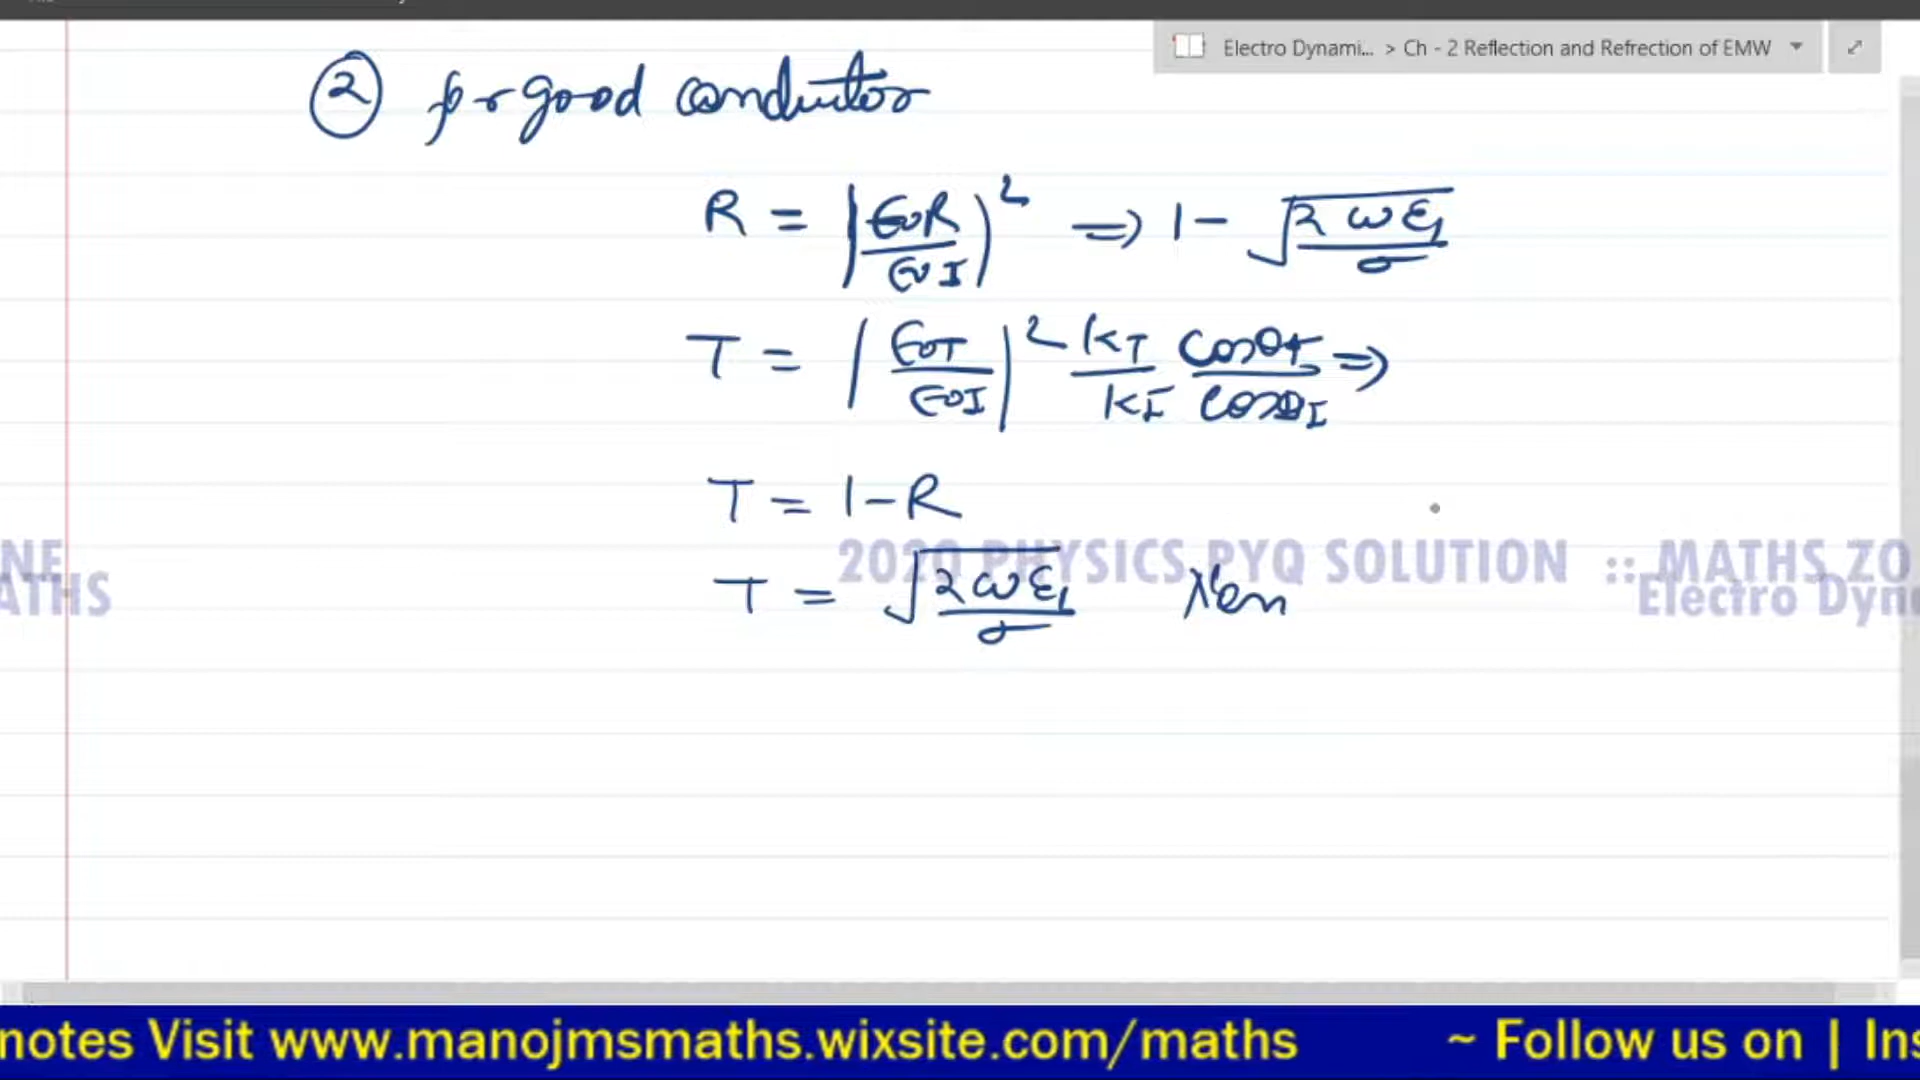 Electro Dynami... > Ch - 2 Reflection and Refrection of EMW
② for good conductor
R = |E0R/E0I|² ⇒ 1 - √(2ωε₁/σ)
T = |E0T/E0I|² KT/KI cosθT/cosθI ⇒
T = 1 - R
2020 PHYSICS PYQ SOLUTION :: MATHS ZO
NE
ATHS
Electro Dyn
T = √(2ωε₁/σ)
notes Visit www.manojmsmaths.wixsite.com/maths ~ Follow us on | Ins